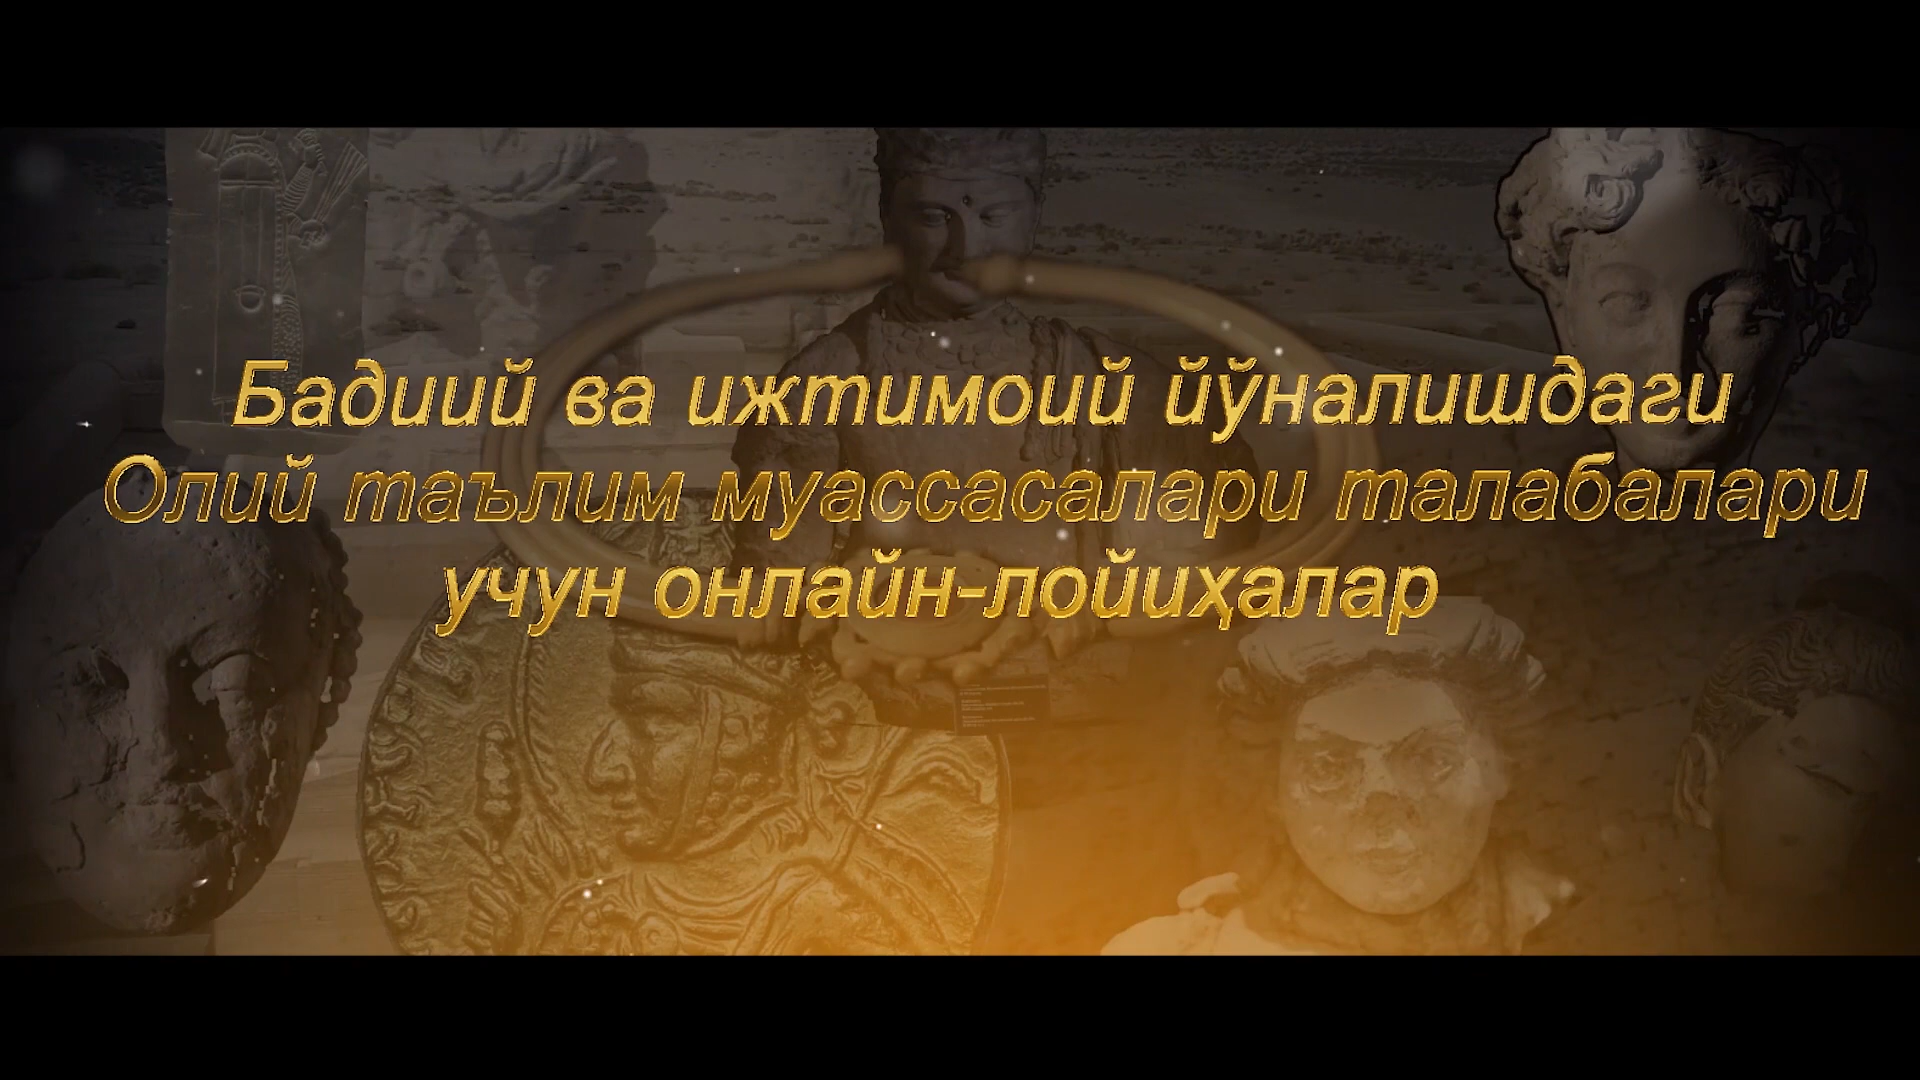 Бадиий ва ижтимоий йўналишдаги
Олий таълим муассасалари талабалари
учун онлайн-лойиҳалар